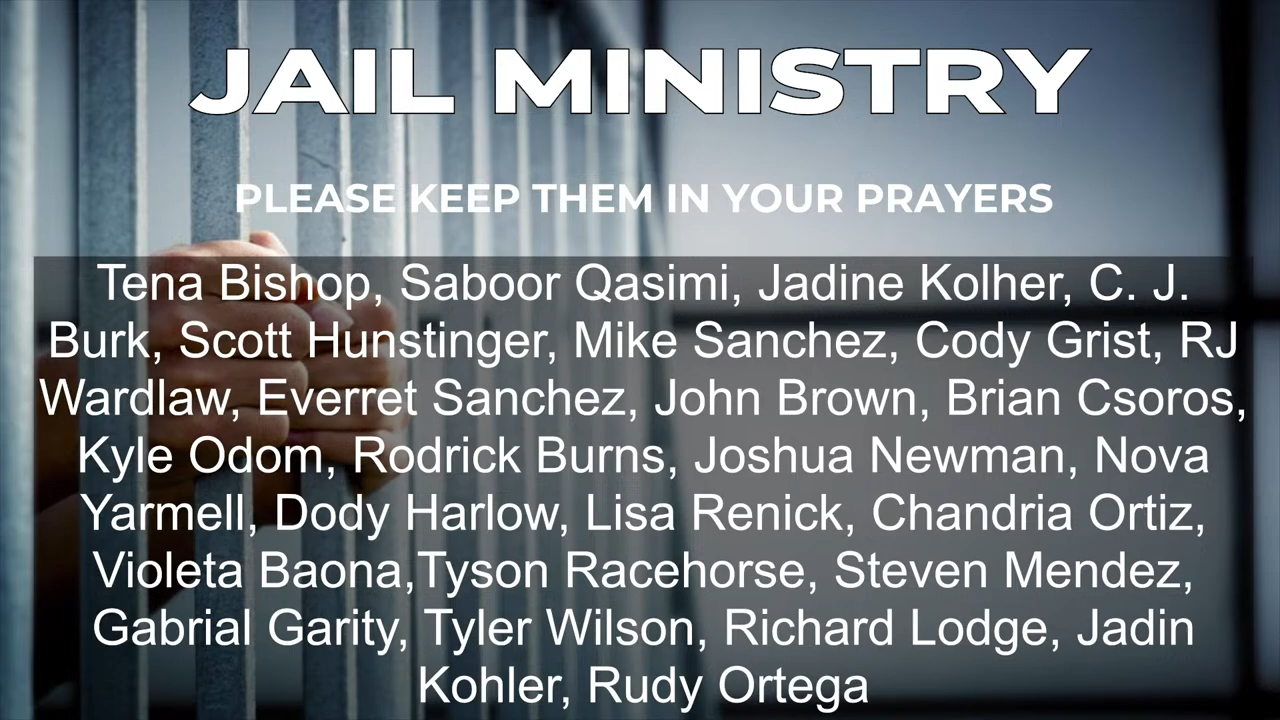 JAIL MINISTRY
PLEASE KEEP THEM IN YOUR PRAYERS
Tena Bishop, Saboor Qasimi, Jadine Kolher, C. J.
Burk, Scott Hunstinger, Mike Sanchez, Cody Grist, RJ
Wardlaw, Everret Sanchez, John Brown, Brian Csoros,
Kyle Odom, Rodrick Burns, Joshua Newman, Nova
Yarmell, Dody Harlow, Lisa Renick, Chandria Ortiz,
Violeta Baona,Tyson Racehorse, Steven Mendez,
Gabrial Garity, Tyler Wilson, Richard Lodge, Jadin
Kohler, Rudy Ortega